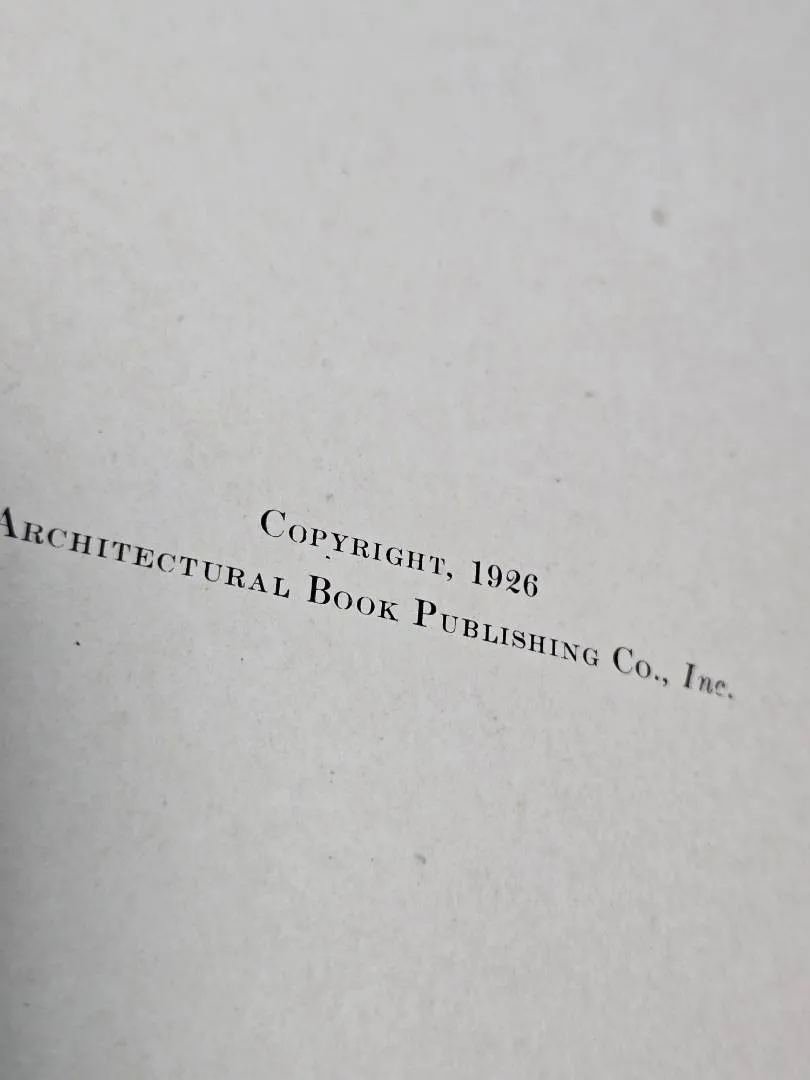 Copyright, 1926
Architectural Book Publishing Co., Inc.